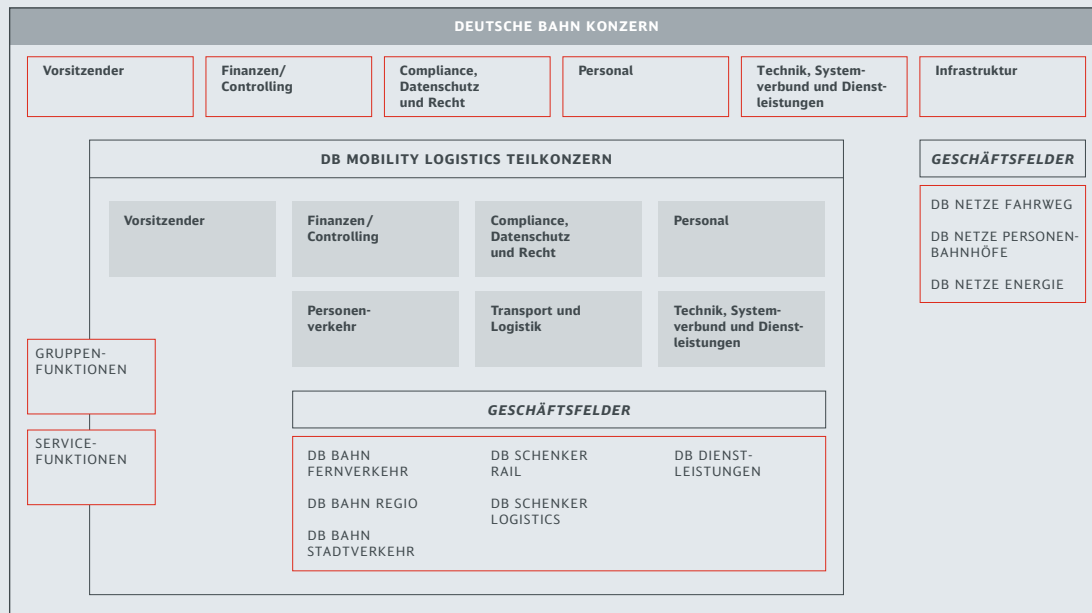 DEUTSCHE BAHN KONZERN
Vorsitzender
Finanzen/
Controlling
Compliance,
Datenschutz
und Recht
Personal
Technik, System-
verbund und Dienst-
leistungen
Infrastruktur
DB MOBILITY LOGISTICS TEILKONZERN
GESCHÄFTSFELDER
DB NETZE FAHRWEG
DB NETZE PERSONEN-
BAHNHÖFE
DB NETZE ENERGIE
Vorsitzender
Finanzen/
Controlling
Compliance,
Datenschutz
und Recht
Personal
Personen-
verkehr
Transport und
Logistik
Technik, System-
verbund und Dienst-
leistungen
GRUPPEN-
FUNKTIONEN
SERVICE-
FUNKTIONEN
GESCHÄFTSFELDER
DB BAHN
FERNVERKEHR
DB BAHN REGIO
DB BAHN
STADTVERKEHR
DB SCHENKER
RAIL
DB SCHENKER
LOGISTICS
DB DIENST-
LEISTUNGEN